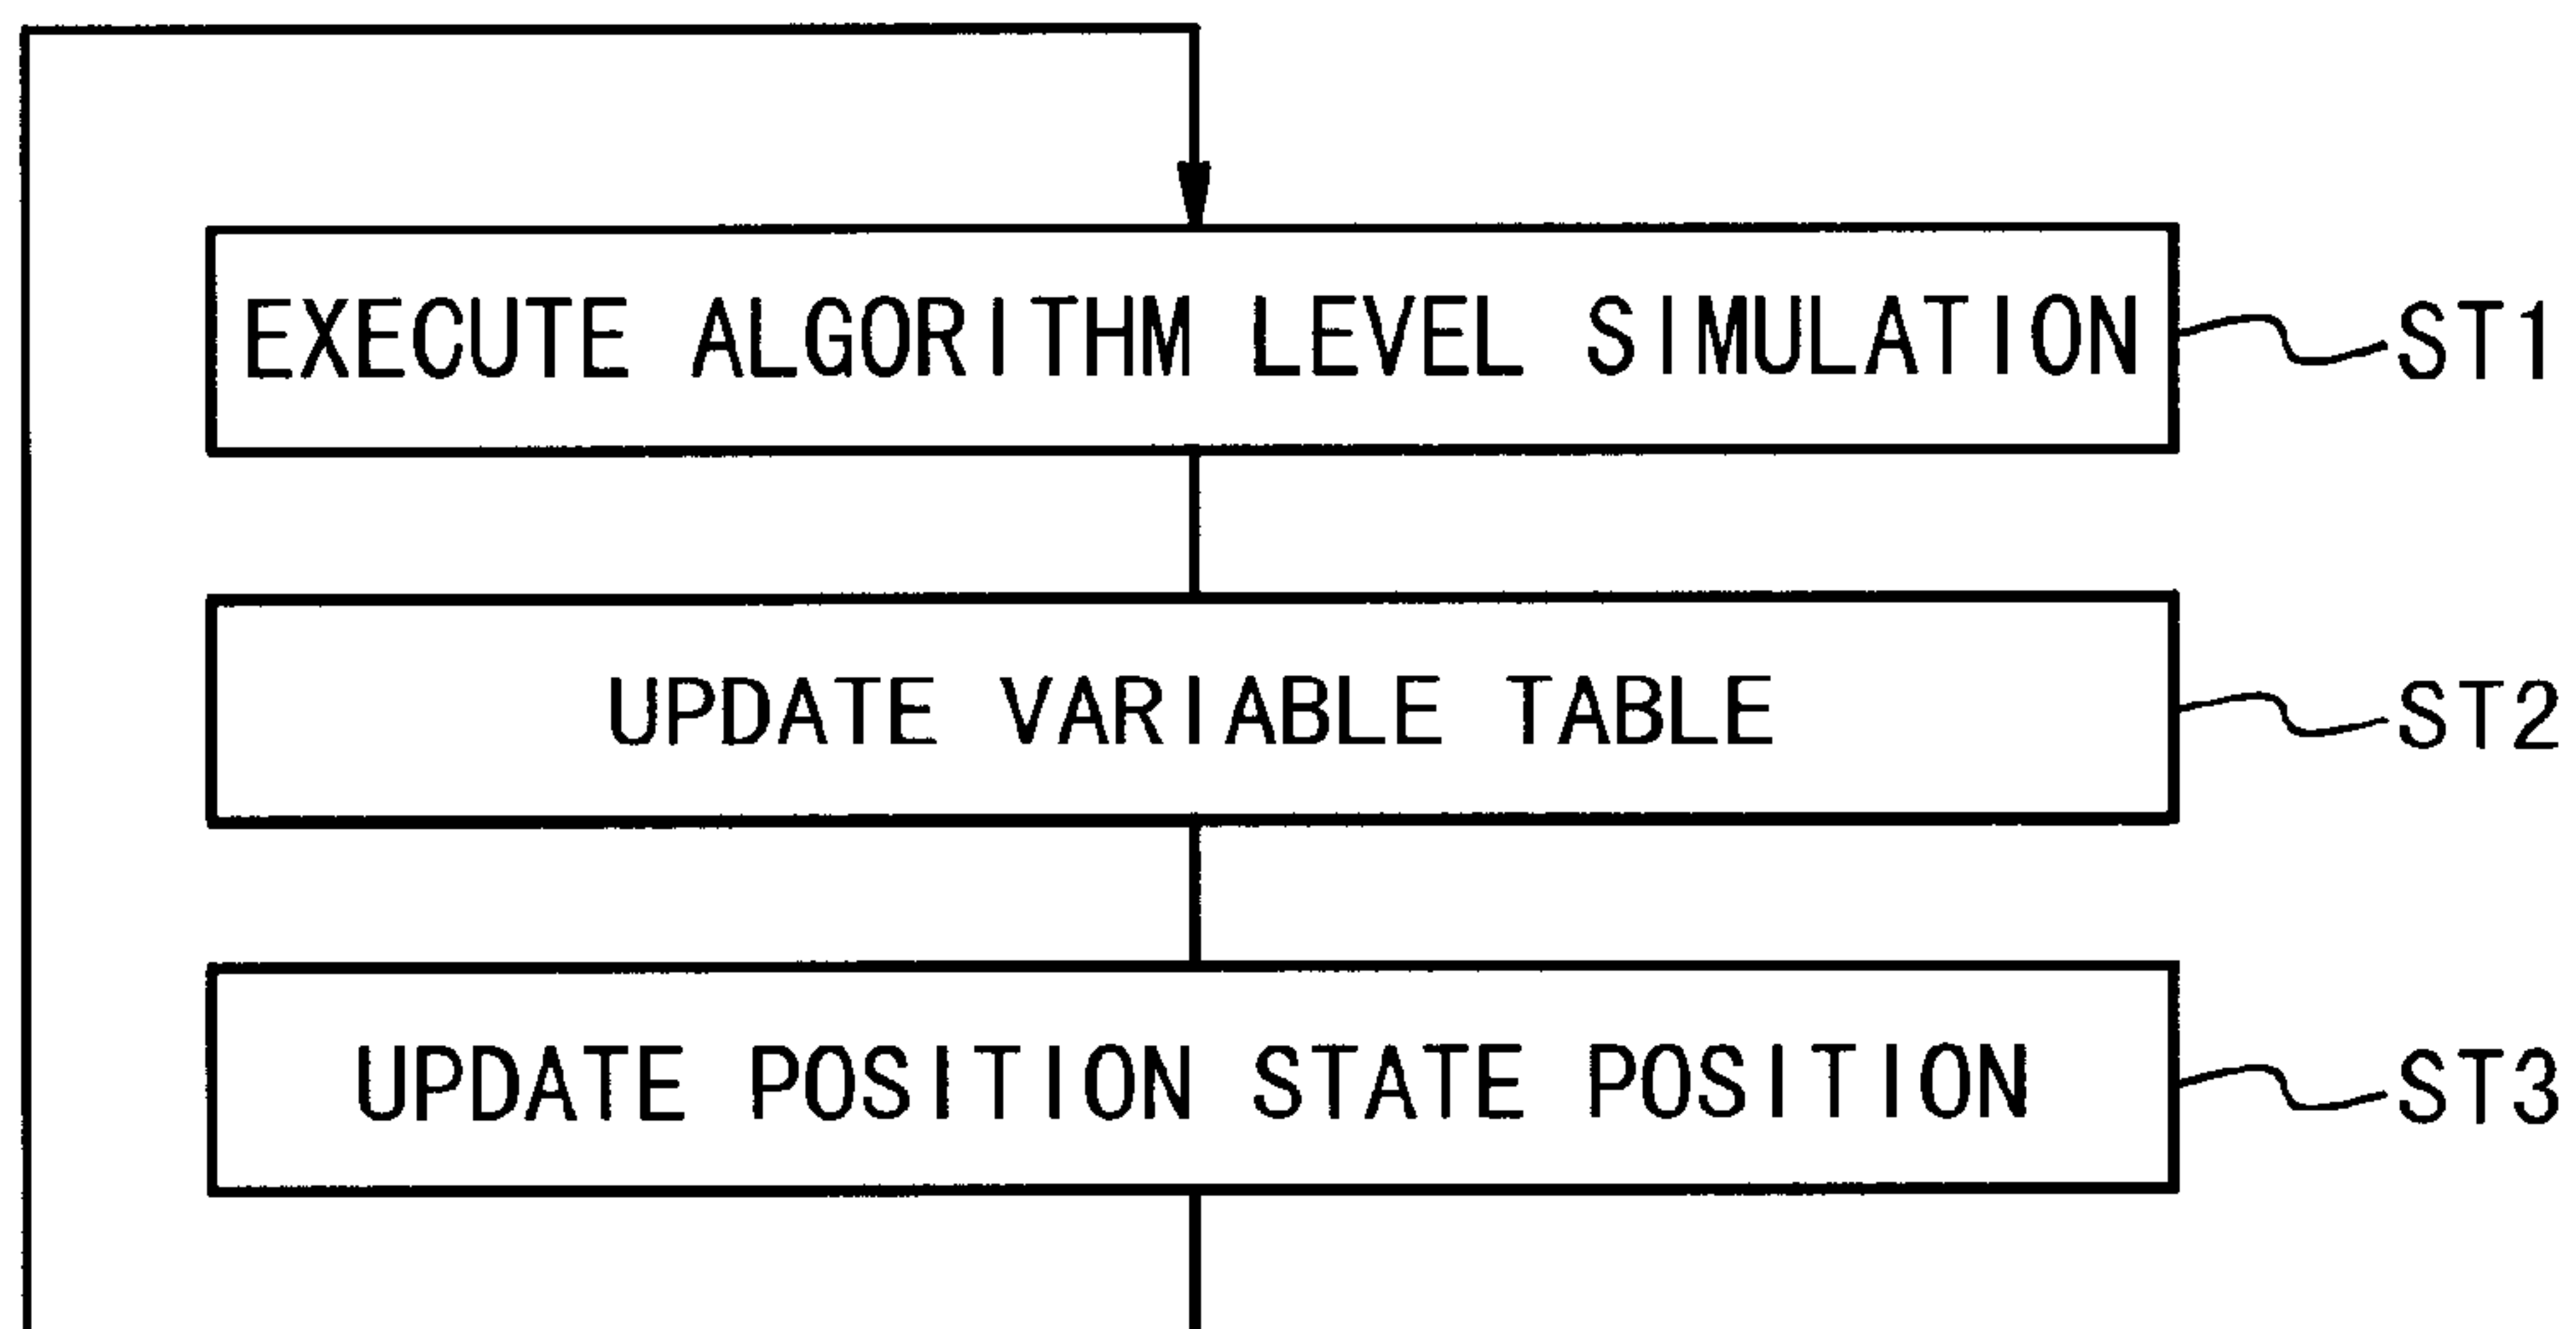 EXECUTE ALGORITHM LEVEL SIMULATION
ST1
UPDATE VARIABLE TABLE
ST2
UPDATE POSITION STATE POSITION
ST3